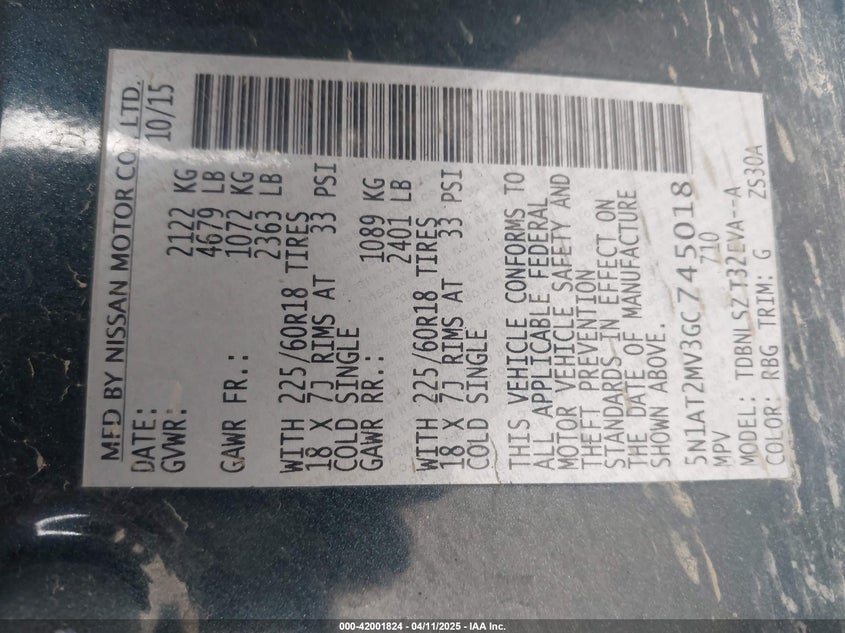 MFD BY NISSAN MOTOR CO., LTD.
DATE: 10/15
GVWR: 2122 KG
4679 LB
GAWR FR.: 1072 KG
2363 LB
WITH 225/60R18 TIRES
18 X 7J RIMS AT 33 PSI
COLD SINGLE
GAWR RR.: 1089 KG
2401 LB
WITH 225/60R18 TIRES
18 X 7J RIMS AT 33 PSI
COLD SINGLE
THIS VEHICLE CONFORMS TO
ALL APPLICABLE FEDERAL
MOTOR VEHICLE SAFETY AND
THEFT PREVENTION
STANDARDS IN EFFECT ON
THE DATE OF MANUFACTURE
SHOWN ABOVE.
5N1AT2MV3GC745018
MPV 710
MODEL: TDBNLSZ T32EVA--A
COLOR: RBG TRIM: G ZS30A
000-42001824 - 04/11/2025 - IAA Inc.